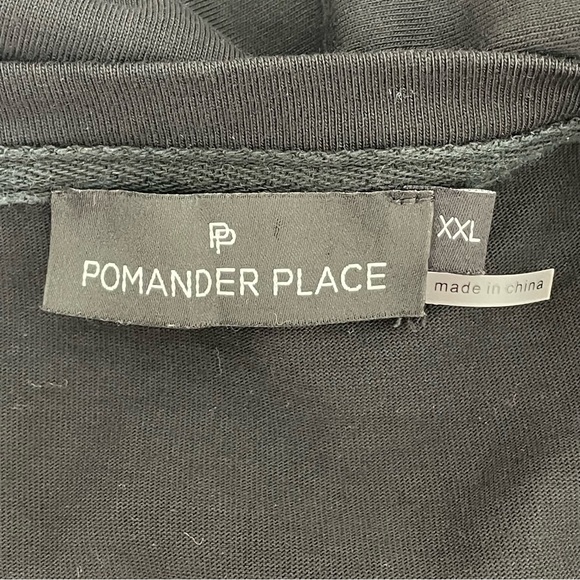 PP
POMANDER PLACE
XXL
made in china